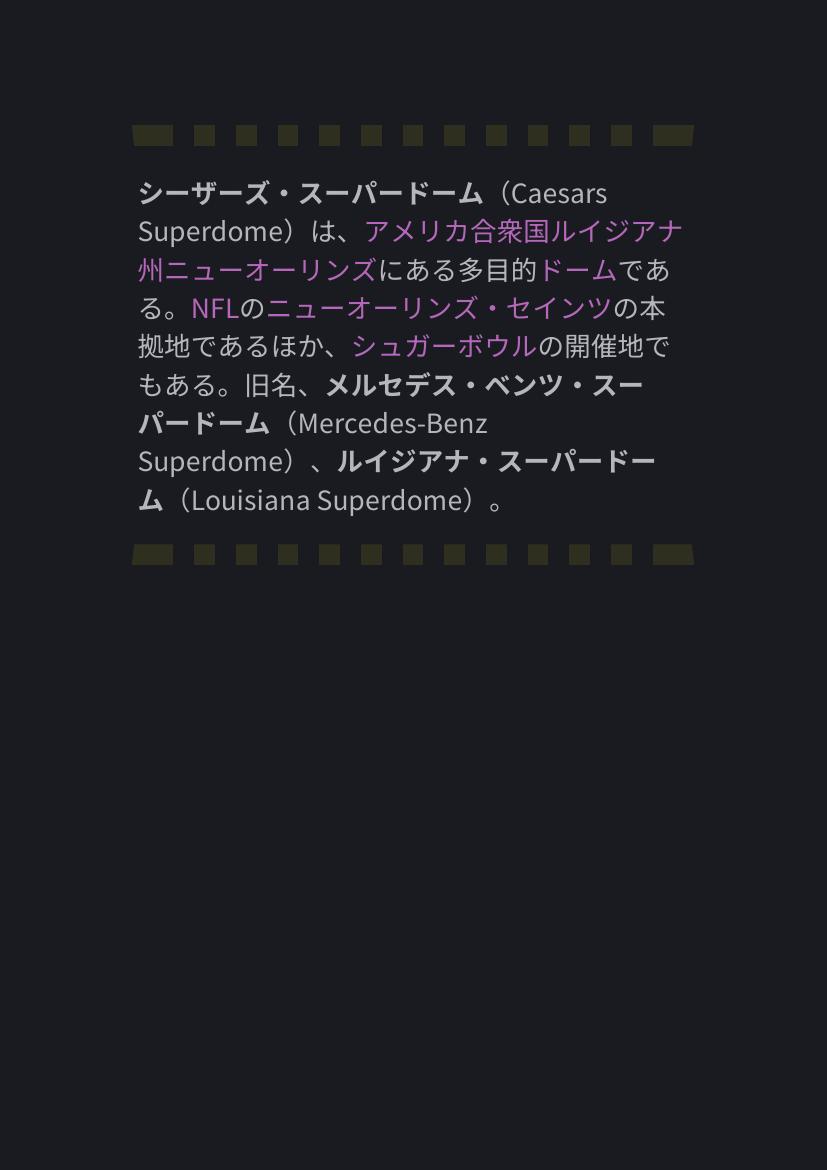 シーザーズ・スーパードーム（Caesars
Superdome）は、アメリカ合衆国ルイジアナ
州ニューオーリンズにある多目的ドームであ
る。NFLのニューオーリンズ・セインツの本
拠地であるほか、シュガーボウルの開催地で
もある。旧名、メルセデス・ベンツ・スー
パードーム（Mercedes-Benz
Superdome）、ルイジアナ・スーパードー
ム（Louisiana Superdome）。